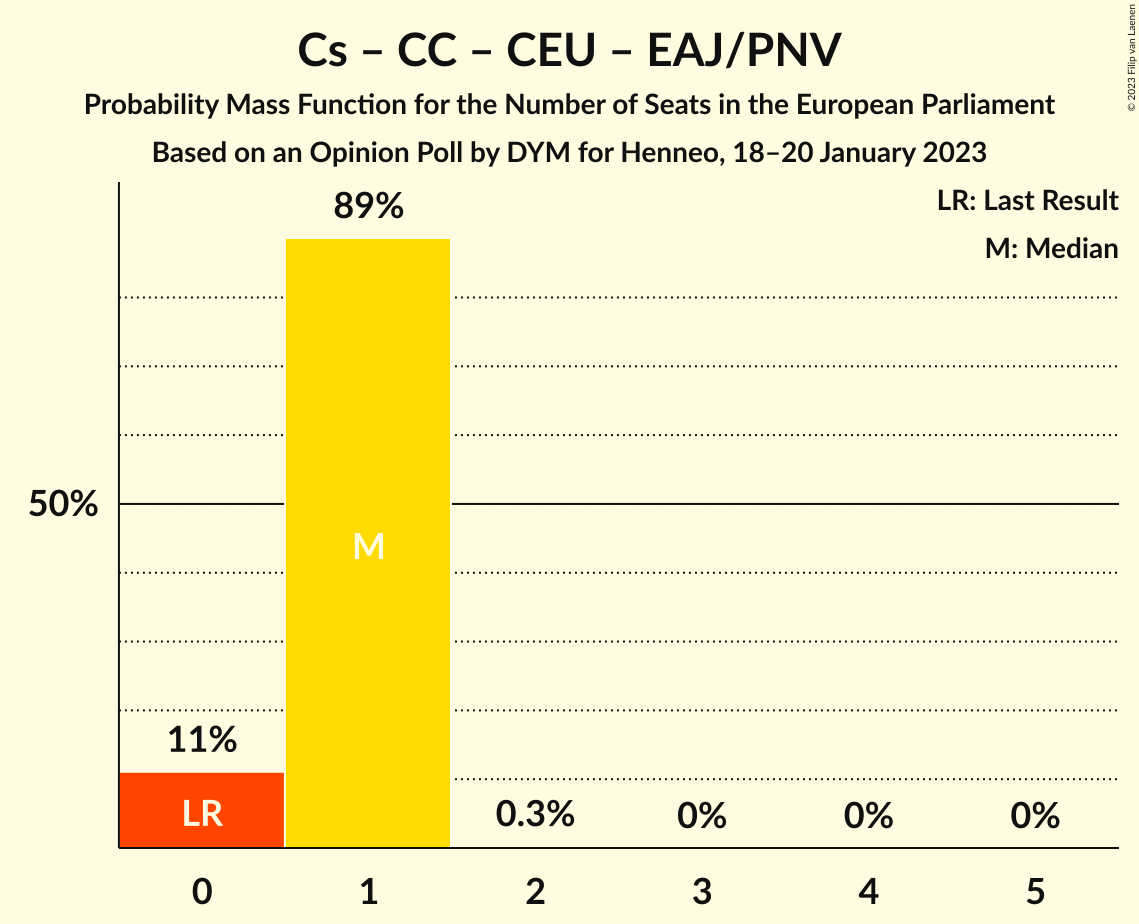 Cs – CC – CEU – EAJ/PNV
Probability Mass Function for the Number of Seats in the European Parliament
Based on an Opinion Poll by DYM for Henneo, 18–20 January 2023
© 2023 Filip van Laenen
LR: Last Result
M: Median
89%
50%
M
11%
LR
0.3%
0%
0%
0%
0
1
2
3
4
5